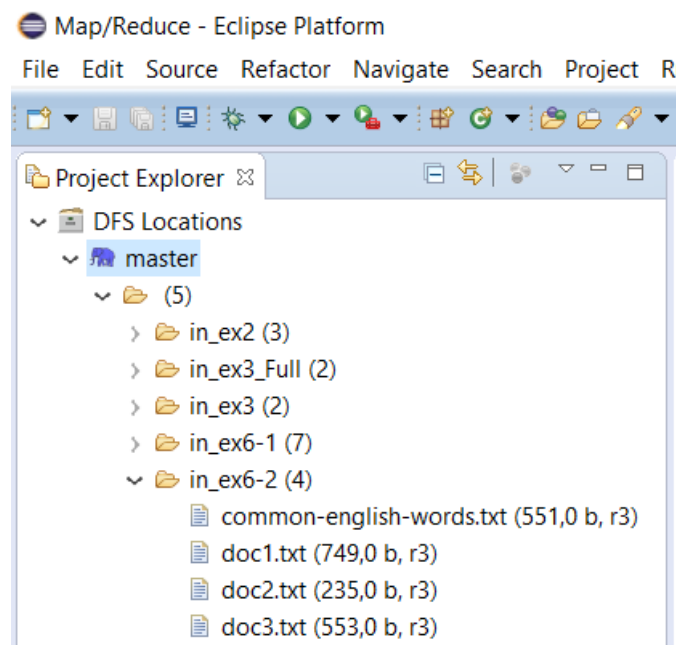 Map/Reduce - Eclipse Platform
File Edit Source Refactor Navigate Search Project R
Project Explorer
DFS Locations
master
(5)
in_ex2 (3)
in_ex3_Full (2)
in_ex3 (2)
in_ex6-1 (7)
in_ex6-2 (4)
common-english-words.txt (551,0 b, r3)
doc1.txt (749,0 b, r3)
doc2.txt (235,0 b, r3)
doc3.txt (553,0 b, r3)